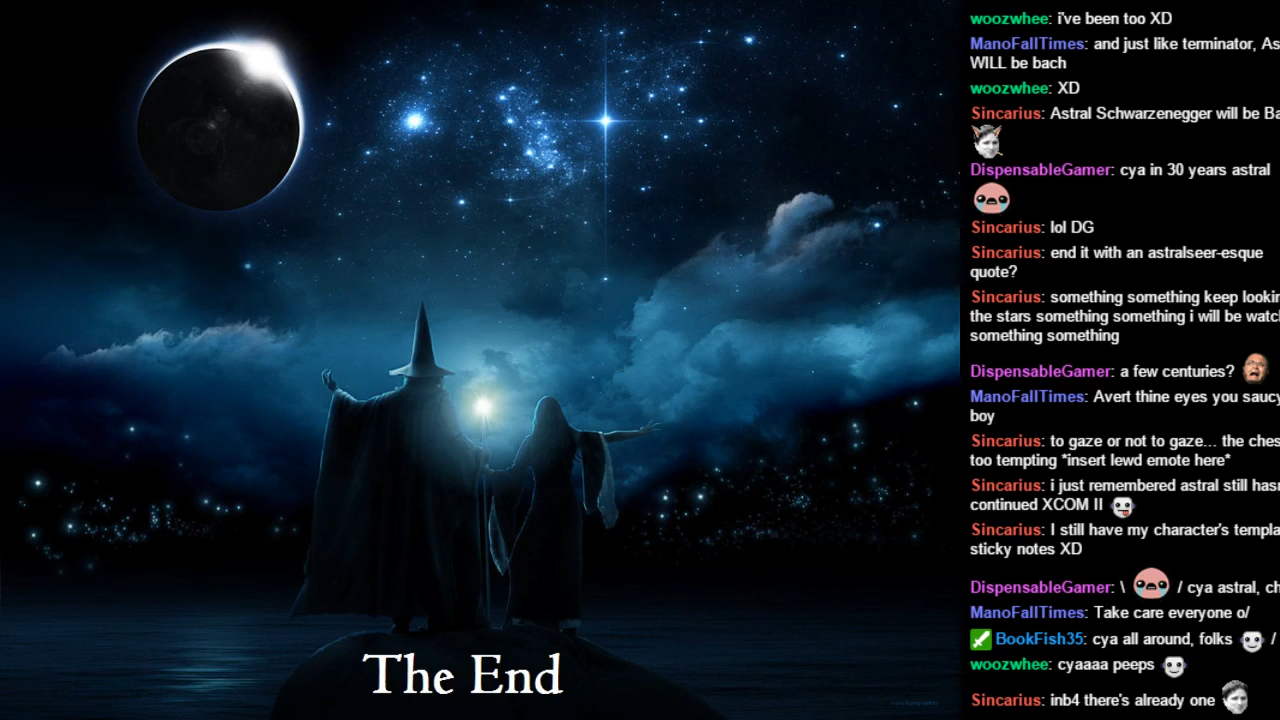 woozwhee: i've been too XD
ManoFallTimes: and just like terminator, As
WILL be bach
woozwhee: XD
Sincarius: Astral Schwarzenegger will be Ba
DispensableGamer: cya in 30 years astral
Sincarius: lol DG
Sincarius: end it with an astralseer-esque
quote?
Sincarius: something something keep lookin
the stars something something i will be watc
something something
DispensableGamer: a few centuries?
ManoFallTimes: Avert thine eyes you saucy
boy
Sincarius: to gaze or not to gaze... the ches
too tempting *insert lewd emote here*
Sincarius: i just remembered astral still hasn
continued XCOM II
Sincarius: I still have my character's templa
sticky notes XD
DispensableGamer: \ / cya astral, ch
ManoFallTimes: Take care everyone o/
BookFish35: cya all around, folks /
woozwhee: cyaaaa peeps
Sincarius: inb4 there's already one
The End